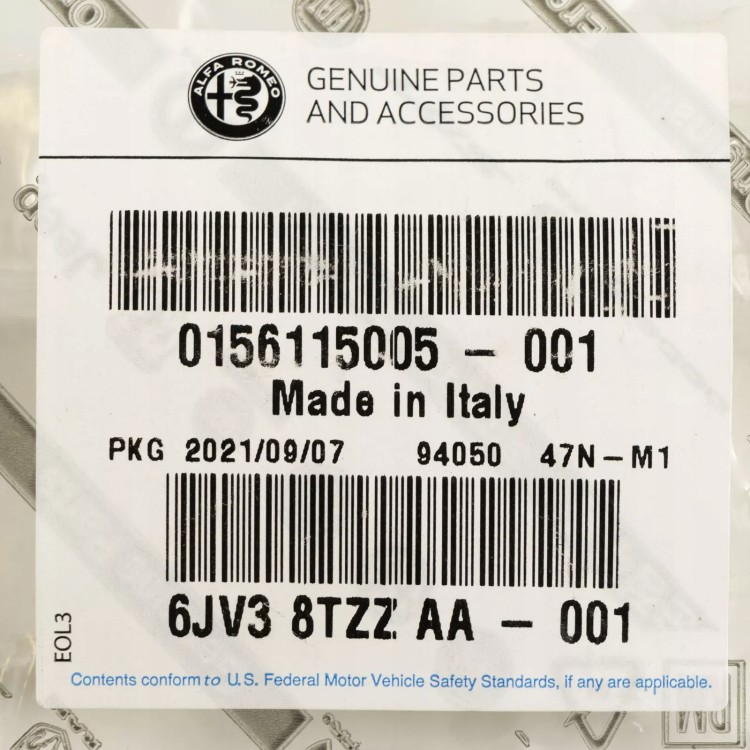 ALFA ROMEO
GENUINE PARTS
AND ACCESSORIES
0156115005 - 001
Made in Italy
PKG 2021/09/07 94050 47N-M1
6JV3 8TZZ AA - 001
EOL3
Contents conform to U.S. Federal Motor Vehicle Safety Standards, if any are applicable.